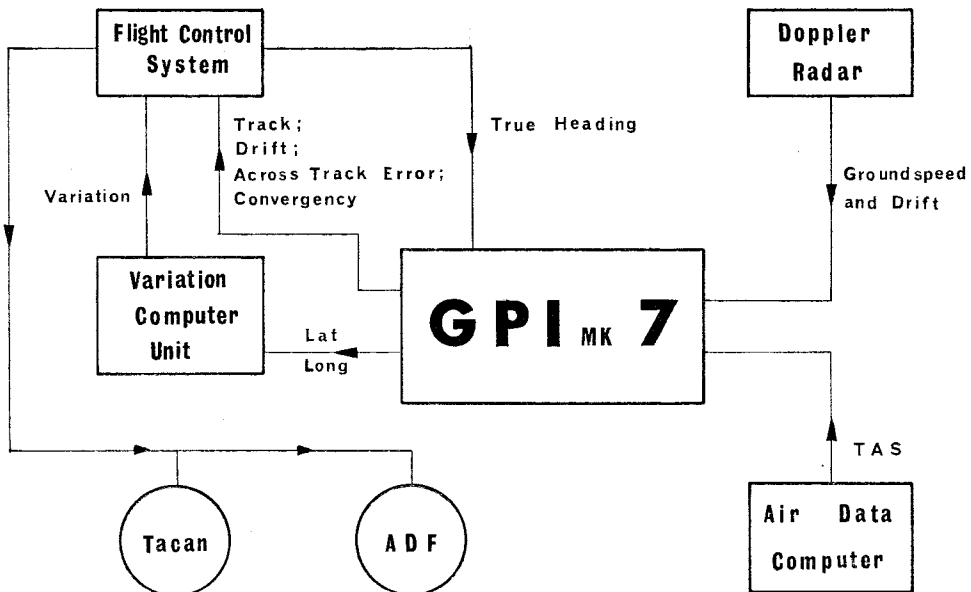 Flight Control
System
Doppler
Radar
Track;
Drift;
Across Track Error;
Convergency
True Heading
Variation
Groundspeed
and Drift
Variation
Computer
Unit
GPI MK 7
Lat
Long
TAS
Tacan
ADF
Air Data
Computer